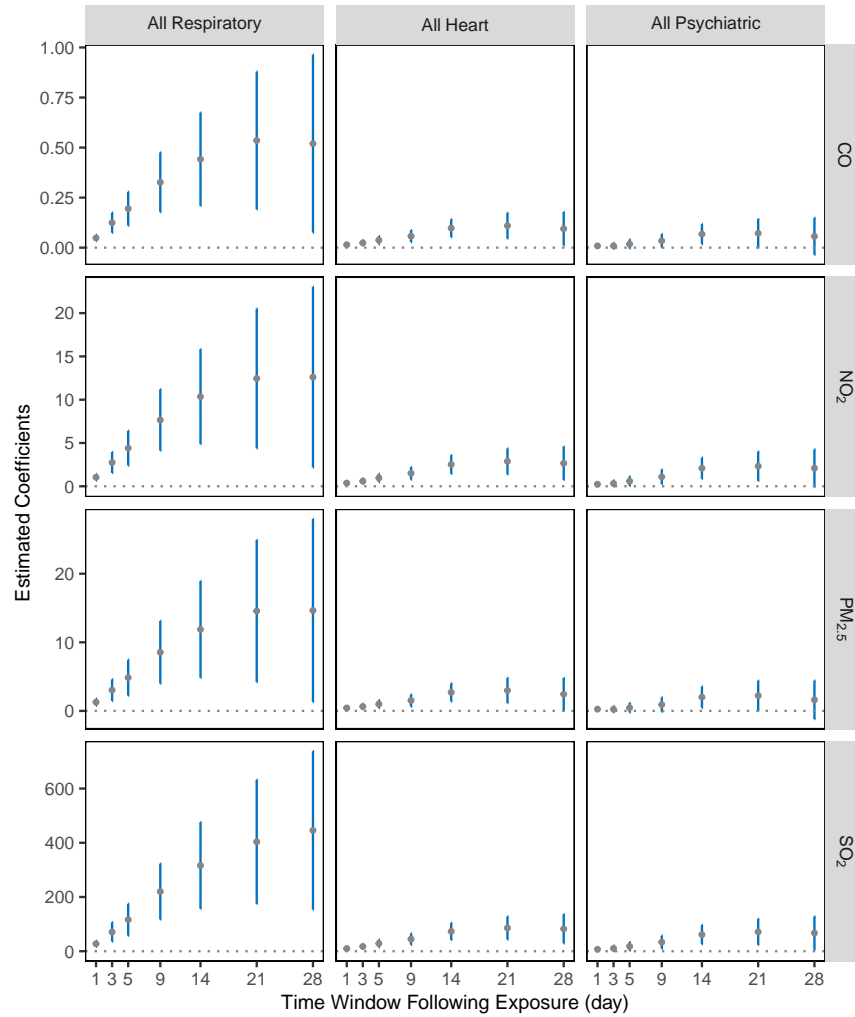 All Respiratory All Heart All Psychiatric
1.00
0.75
0.50
0.25
0.00
CO
20
15
10
5
0
NO₂
20
10
0
PM₂.₅
600
400
200
0
SO₂
Estimated Coefficients
1 3 5 9 14 21 28 1 3 5 9 14 21 28 1 3 5 9 14 21 28
Time Window Following Exposure (day)